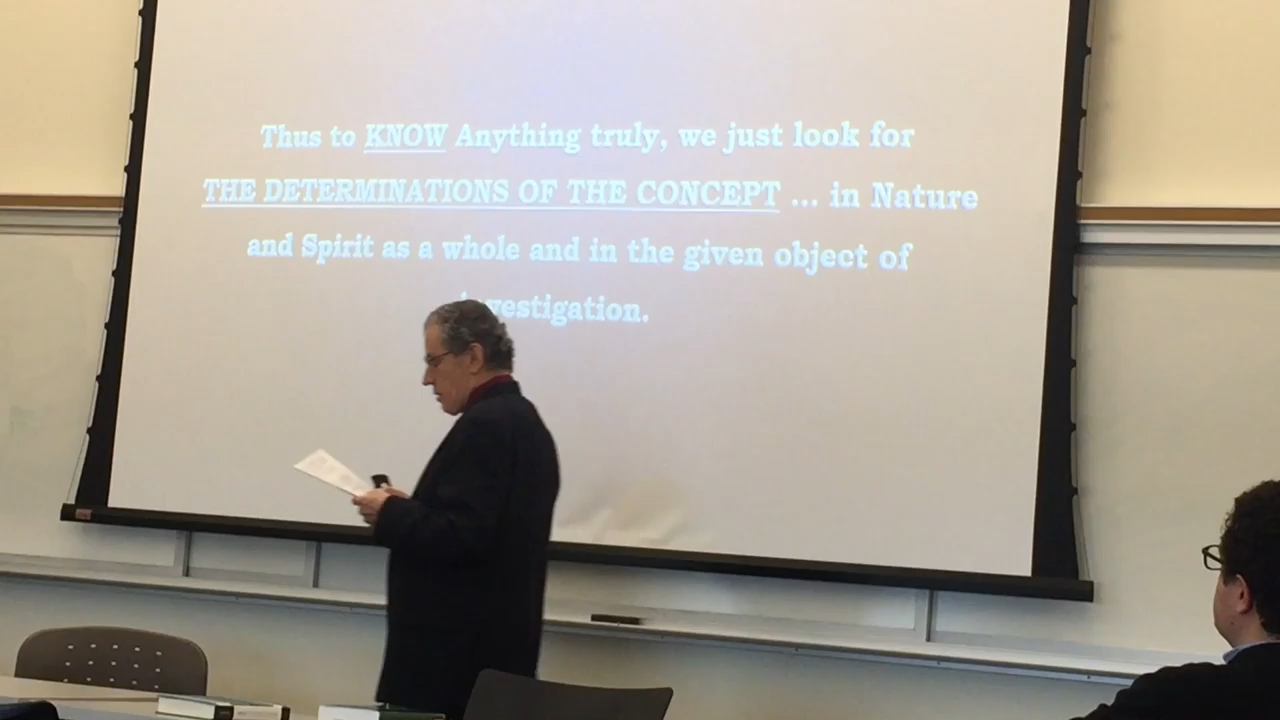 Thus to KNOW Anything truly, we just look for
THE DETERMINATIONS OF THE CONCEPT ... in Nature
and Spirit as a whole and in the given object of
investigation.